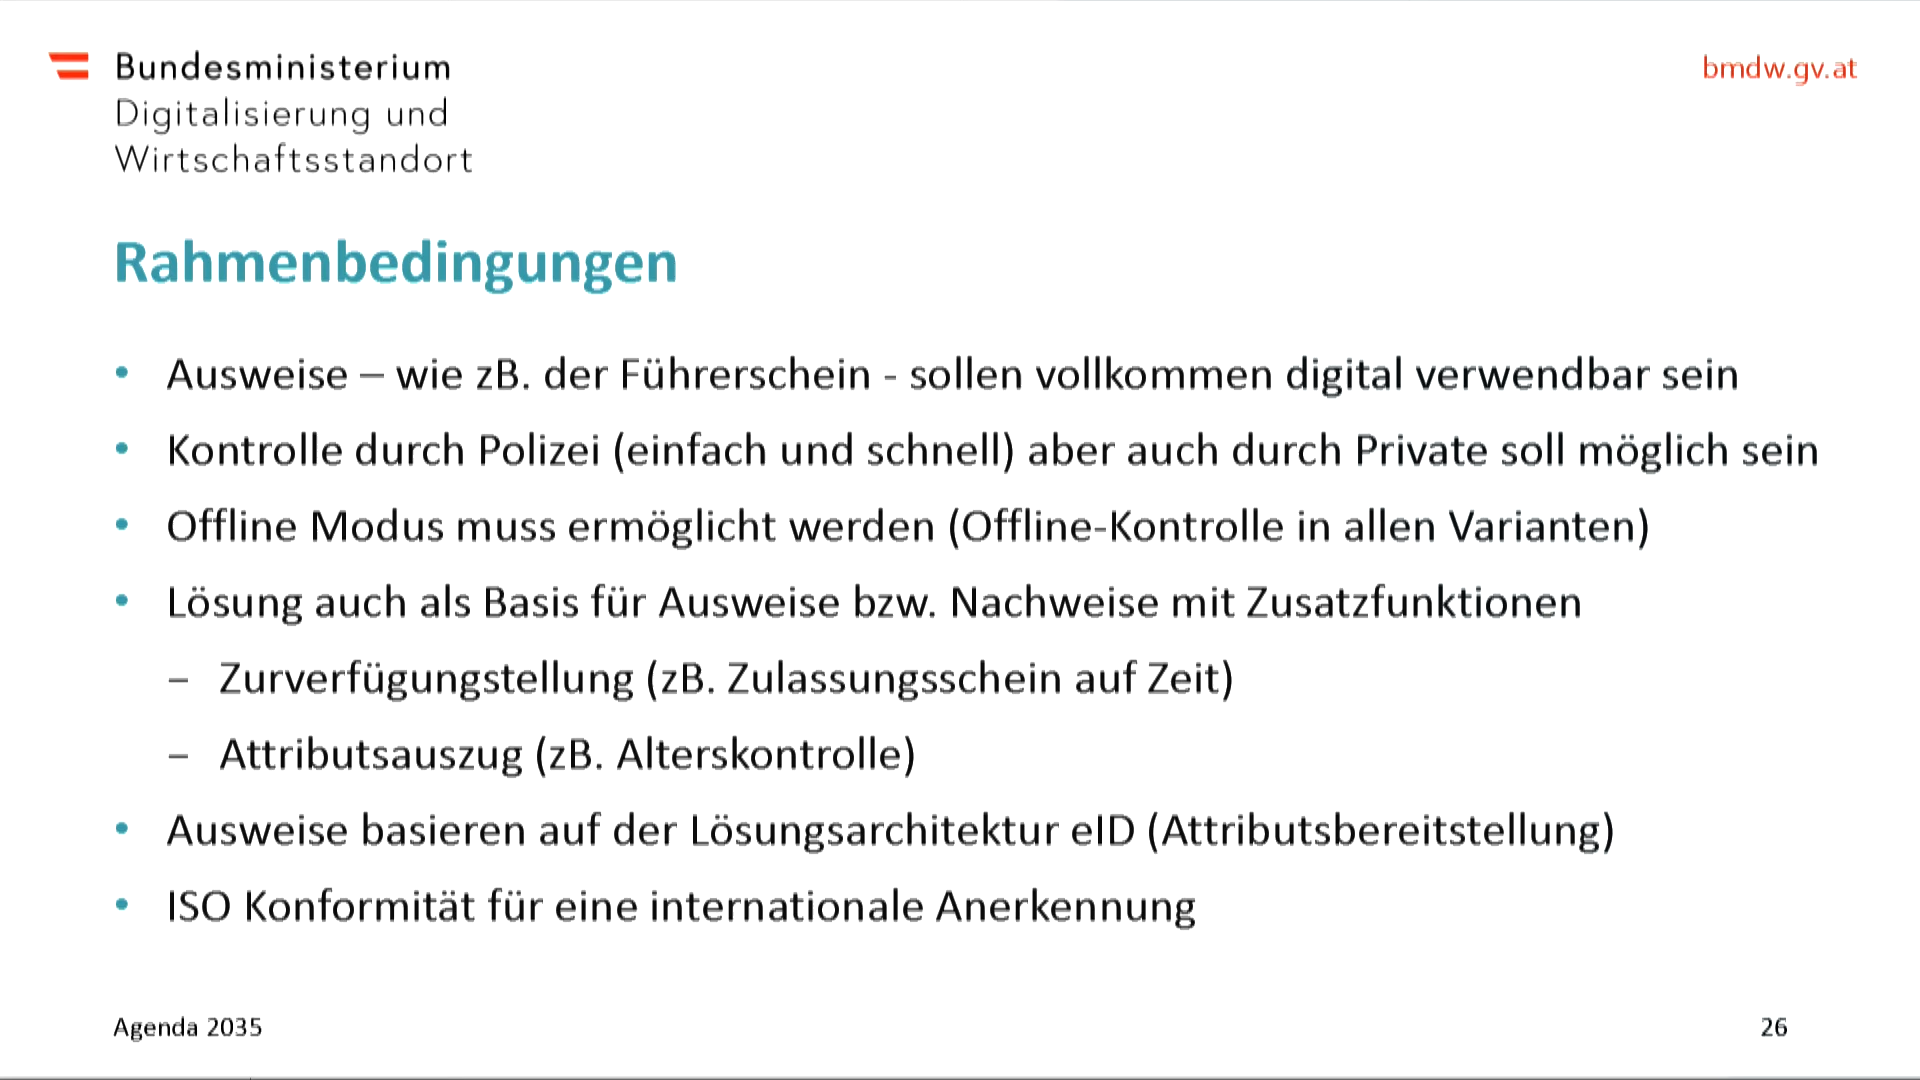 Bundesministerium
Digitalisierung und
Wirtschaftsstandort
bmdw.gv.at
Rahmenbedingungen
• Ausweise – wie zB. der Führerschein - sollen vollkommen digital verwendbar sein
• Kontrolle durch Polizei (einfach und schnell) aber auch durch Private soll möglich sein
• Offline Modus muss ermöglicht werden (Offline-Kontrolle in allen Varianten)
• Lösung auch als Basis für Ausweise bzw. Nachweise mit Zusatzfunktionen
– Zurverfügungstellung (zB. Zulassungsschein auf Zeit)
– Attributsauszug (zB. Alterskontrolle)
• Ausweise basieren auf der Lösungsarchitektur eID (Attributsbereitstellung)
• ISO Konformität für eine internationale Anerkennung
Agenda 2035
26